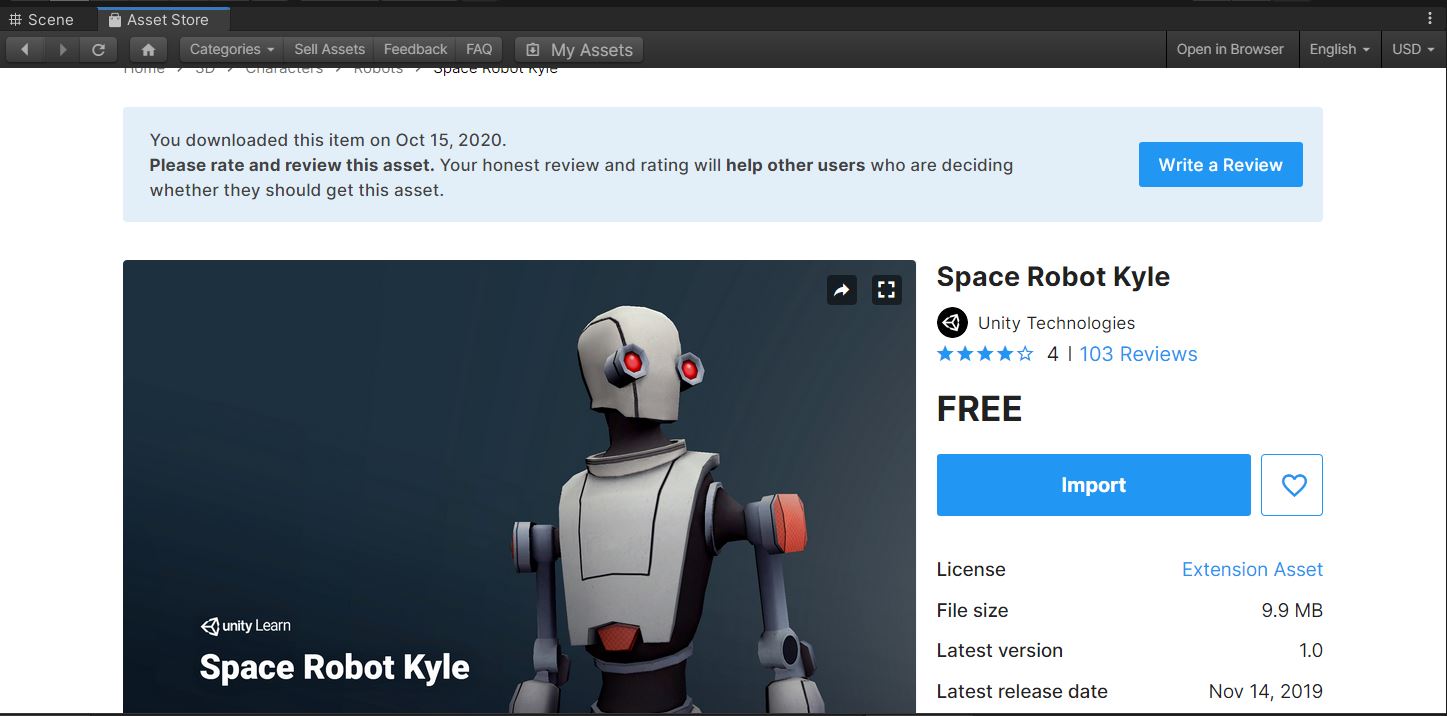 Scene
Asset Store
Categories
Sell Assets
Feedback
FAQ
My Assets
Open in Browser
English
USD
Home > 3D > Characters > Robots > Space Robot Kyle
You downloaded this item on Oct 15, 2020.
Please rate and review this asset. Your honest review and rating will help other users who are deciding
whether they should get this asset.
Write a Review
unity Learn
Space Robot Kyle
Space Robot Kyle
Unity Technologies
4 | 103 Reviews
FREE
Import
License Extension Asset
File size 9.9 MB
Latest version 1.0
Latest release date Nov 14, 2019